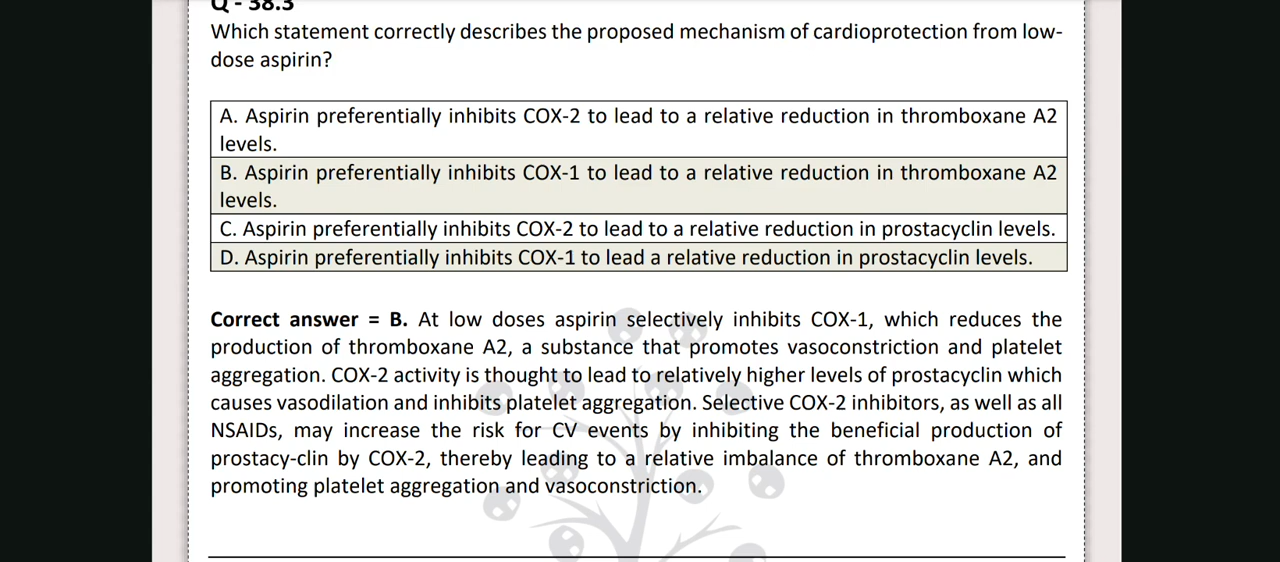 Q - 38.3
Which statement correctly describes the proposed mechanism of cardioprotection from low-
dose aspirin?
A. Aspirin preferentially inhibits COX-2 to lead to a relative reduction in thromboxane A2
levels.
B. Aspirin preferentially inhibits COX-1 to lead to a relative reduction in thromboxane A2
levels.
C. Aspirin preferentially inhibits COX-2 to lead to a relative reduction in prostacyclin levels.
D. Aspirin preferentially inhibits COX-1 to lead a relative reduction in prostacyclin levels.
Correct answer = B. At low doses aspirin selectively inhibits COX-1, which reduces the
production of thromboxane A2, a substance that promotes vasoconstriction and platelet
aggregation. COX-2 activity is thought to lead to relatively higher levels of prostacyclin which
causes vasodilation and inhibits platelet aggregation. Selective COX-2 inhibitors, as well as all
NSAIDs, may increase the risk for CV events by inhibiting the beneficial production of
prostacy-clin by COX-2, thereby leading to a relative imbalance of thromboxane A2, and
promoting platelet aggregation and vasoconstriction.